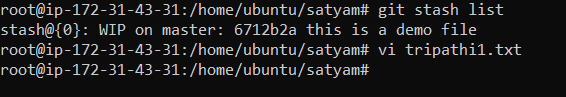 root@ip-172-31-43-31:/home/ubuntu/satyam# git stash list
stash@{0}: WIP on master: 6712b2a this is a demo file
root@ip-172-31-43-31:/home/ubuntu/satyam# vi tripathi1.txt
root@ip-172-31-43-31:/home/ubuntu/satyam#